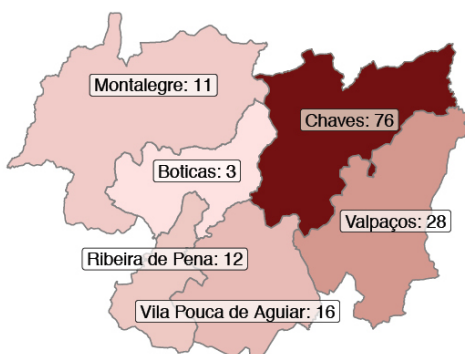 Montalegre: 11
Chaves: 76
Boticas: 3
Valpaços: 28
Ribeira de Pena: 12
Vila Pouca de Aguiar: 16